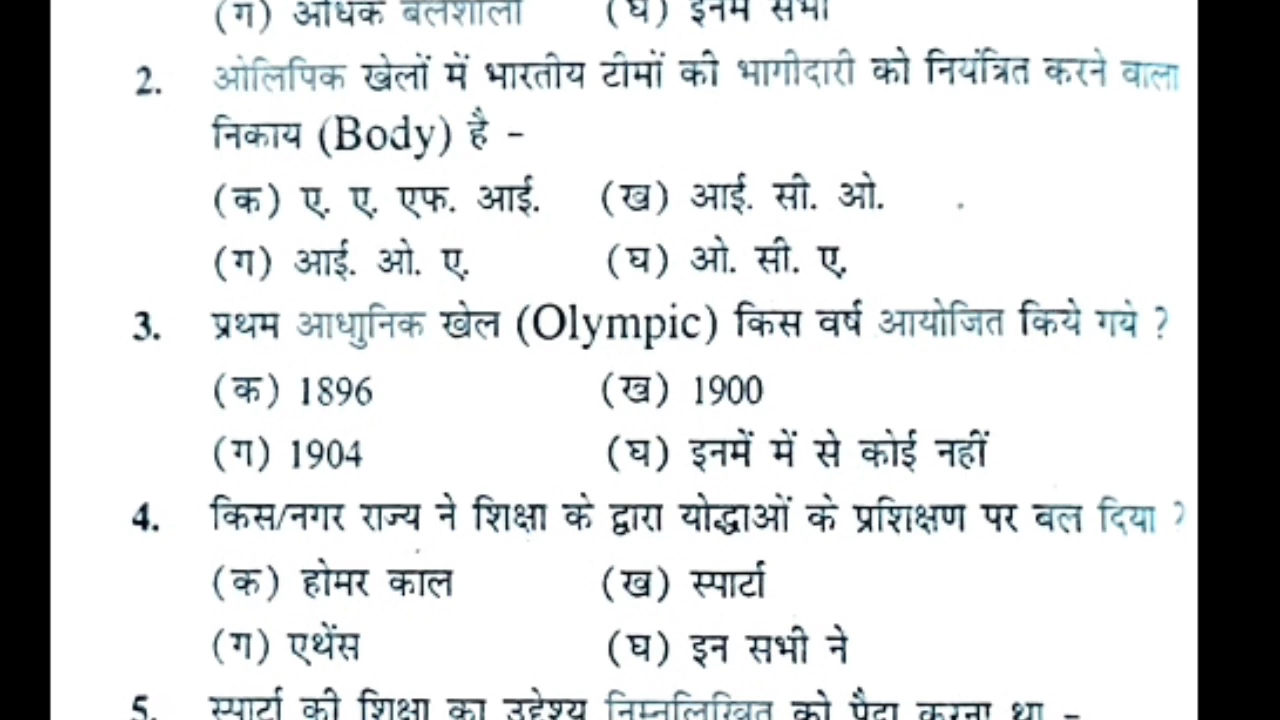 (ग) अधिक बलशाली (घ) इनमें सभी
2. ओलिपिक खेलों में भारतीय टीमों की भागीदारी को नियंत्रित करने वाला
निकाय (Body) है -
(क) ए. ए. एफ. आई. (ख) आई. सी. ओ.
(ग) आई. ओ. ए. (घ) ओ. सी. ए.
3. प्रथम आधाुनिक खेल (Olympic) किस वर्ष आयोजित किये गये ?
(क) 1896 (ख) 1900
(ग) 1904 (घ) इनमें में से कोई नहीं
4. किस/नगर राज्य ने शिक्षा के द्वारा योद्धाओं के प्रशिक्षण पर बल दिया ?
(क) होमर काल (ख) स्पार्टा
(ग) एथेंस (घ) इन सभी ने
5. स्पार्टा की शिक्षा का उद्देश्य निम्नलिखित को पैदा करना था -